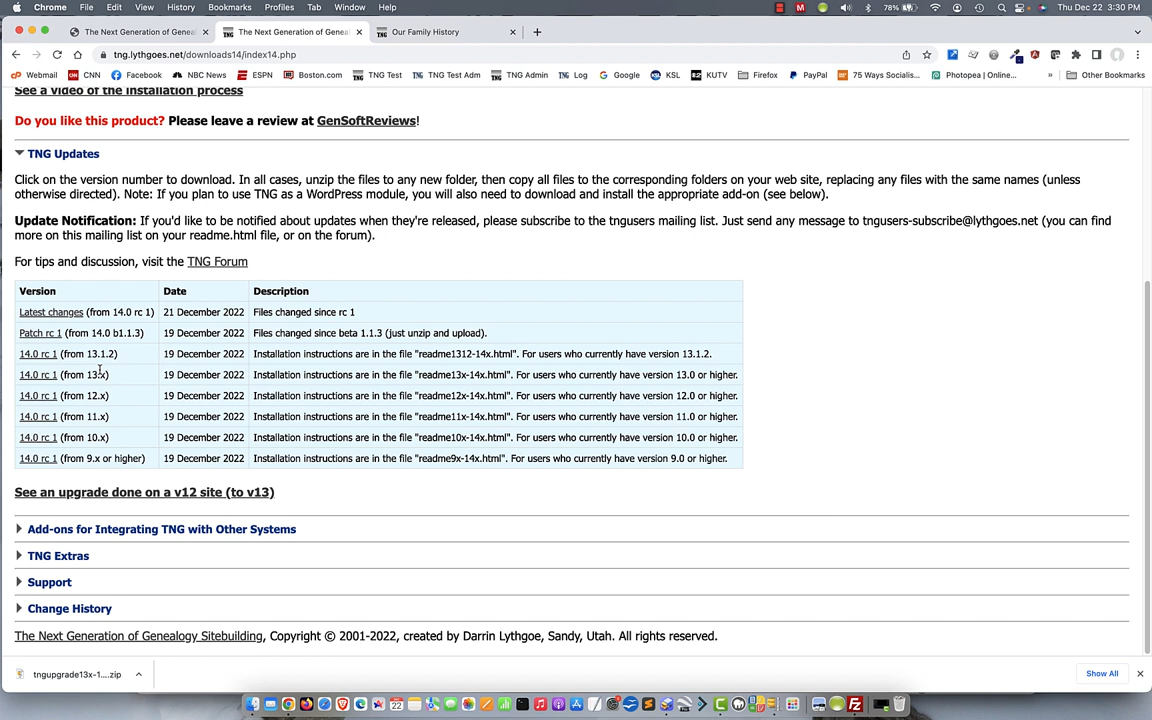 Chrome File Edit View History Bookmarks Profiles Tab Window Help 78% Thu Dec 22 3:30 PM
The Next Generation of Geneal × The Next Generation of Geneal × Our Family History × +
tng.lythgoes.net/downloads14/index14.php
Webmail CNN Facebook NBC News ESPN Boston.com TNG Test TNG Test Adm TNG Admin Log Google KSL KUTV Firefox PayPal 75 Ways Socialis... Photopea | Online... » Other Bookmarks
See a video of the installation process
Do you like this product? Please leave a review at GenSoftReviews!
TNG Updates
Click on the version number to download. In all cases, unzip the files to any new folder, then copy all files to the corresponding folders on your web site, replacing any files with the same names (unless
otherwise directed). Note: If you plan to use TNG as a WordPress module, you will also need to download and install the appropriate add-on (see below).
Update Notification: If you'd like to be notified about updates when they're released, please subscribe to the tngusers mailing list. Just send any message to tngusers-subscribe@lythgoes.net (you can find
more on this mailing list on your readme.html file, or on the forum).
For tips and discussion, visit the TNG Forum
Version Date Description
Latest changes (from 14.0 rc 1) 21 December 2022 Files changed since rc 1
Patch rc 1 (from 14.0 b1.1.3) 19 December 2022 Files changed since beta 1.1.3 (just unzip and upload).
14.0 rc 1 (from 13.1.2) 19 December 2022 Installation instructions are in the file "readme1312-14x.html". For users who currently have version 13.1.2.
14.0 rc 1 (from 13.x) 19 December 2022 Installation instructions are in the file "readme13x-14x.html". For users who currently have version 13.0 or higher.
14.0 rc 1 (from 12.x) 19 December 2022 Installation instructions are in the file "readme12x-14x.html". For users who currently have version 12.0 or higher.
14.0 rc 1 (from 11.x) 19 December 2022 Installation instructions are in the file "readme11x-14x.html". For users who currently have version 11.0 or higher.
14.0 rc 1 (from 10.x) 19 December 2022 Installation instructions are in the file "readme10x-14x.html". For users who currently have version 10.0 or higher.
14.0 rc 1 (from 9.x or higher) 19 December 2022 Installation instructions are in the file "readme9x-14x.html". For users who currently have version 9.0 or higher.
See an upgrade done on a v12 site (to v13)
Add-ons for Integrating TNG with Other Systems
TNG Extras
Support
Change History
The Next Generation of Genealogy Sitebuilding, Copyright © 2001-2022, created by Darrin Lythgoe, Sandy, Utah. All rights reserved.
tngupgrade13x-1....zip Show All